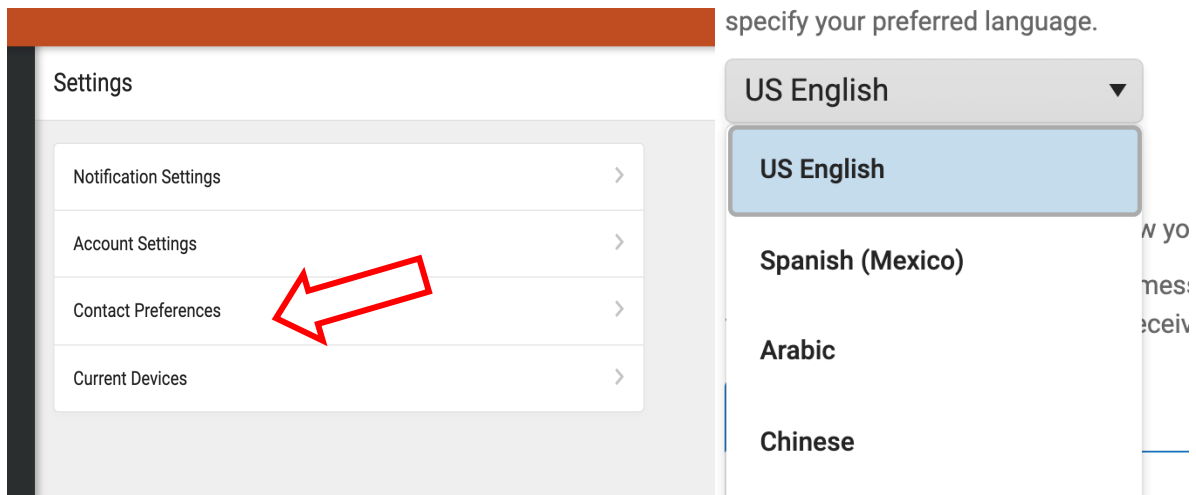 Settings
Notification Settings
Account Settings
Contact Preferences
Current Devices
specify your preferred language.
US English
US English
Spanish (Mexico)
Arabic
Chinese